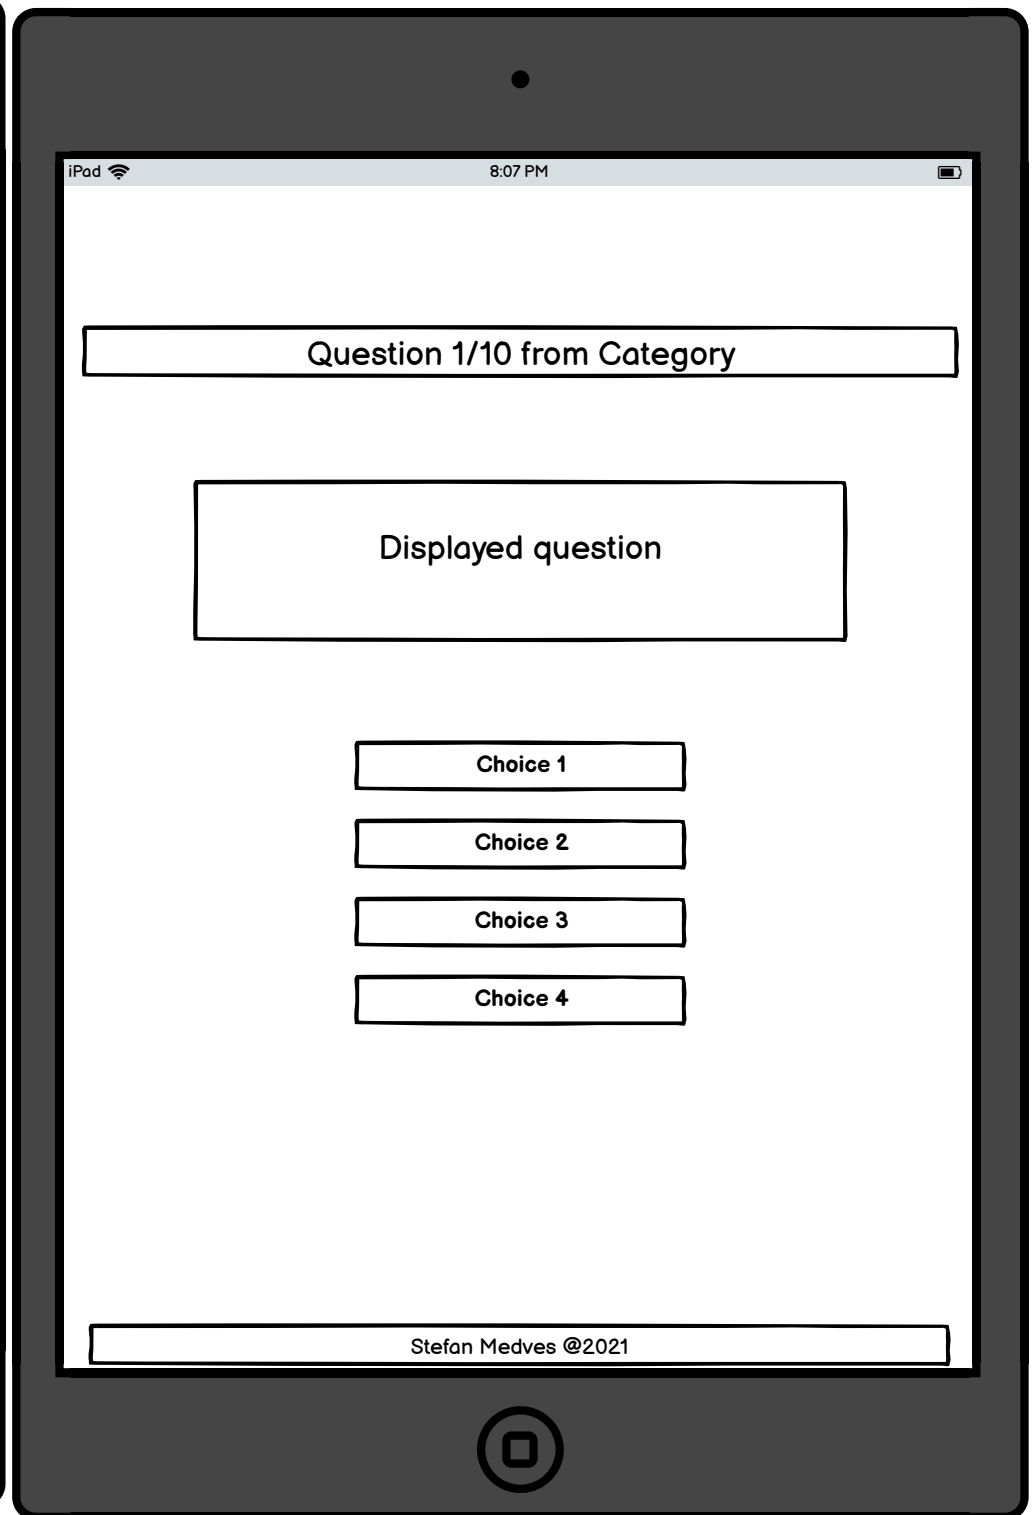 iPad 8:07 PM
Question 1/10 from Category
Displayed question
Choice 1
Choice 2
Choice 3
Choice 4
Stefan Medves @2021